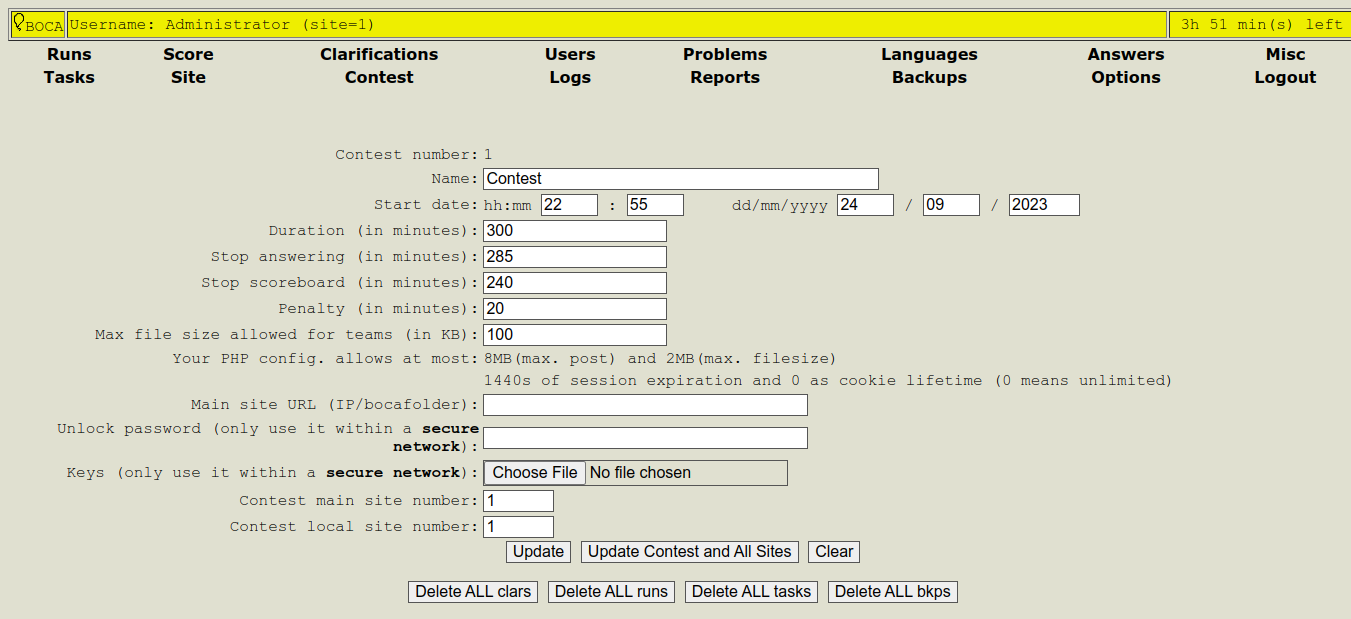 BOCA Username: Administrator (site=1) 3h 51 min(s) left
Runs Score Clarifications Users Problems Languages Answers Misc
Tasks Site Contest Logs Reports Backups Options Logout
Contest number: 1
Name: Contest
Start date: hh:mm 22 : 55 dd/mm/yyyy 24 / 09 / 2023
Duration (in minutes): 300
Stop answering (in minutes): 285
Stop scoreboard (in minutes): 240
Penalty (in minutes): 20
Max file size allowed for teams (in KB): 100
Your PHP config. allows at most: 8MB(max. post) and 2MB(max. filesize)
1440s of session expiration and 0 as cookie lifetime (0 means unlimited)
Main site URL (IP/bocafolder):
Unlock password (only use it within a secure
network):
Keys (only use it within a secure network): Choose File No file chosen
Contest main site number: 1
Contest local site number: 1
Update Update Contest and All Sites Clear
Delete ALL clars Delete ALL runs Delete ALL tasks Delete ALL bkps